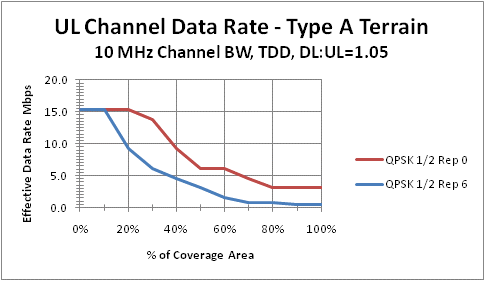 UL Channel Data Rate - Type A Terrain
10 MHz Channel BW, TDD, DL:UL=1.05
Effective Data Rate Mbps
20.0
15.0
10.0
5.0
0.0
0% 20% 40% 60% 80% 100%
% of Coverage Area
QPSK 1/2 Rep 0
QPSK 1/2 Rep 6